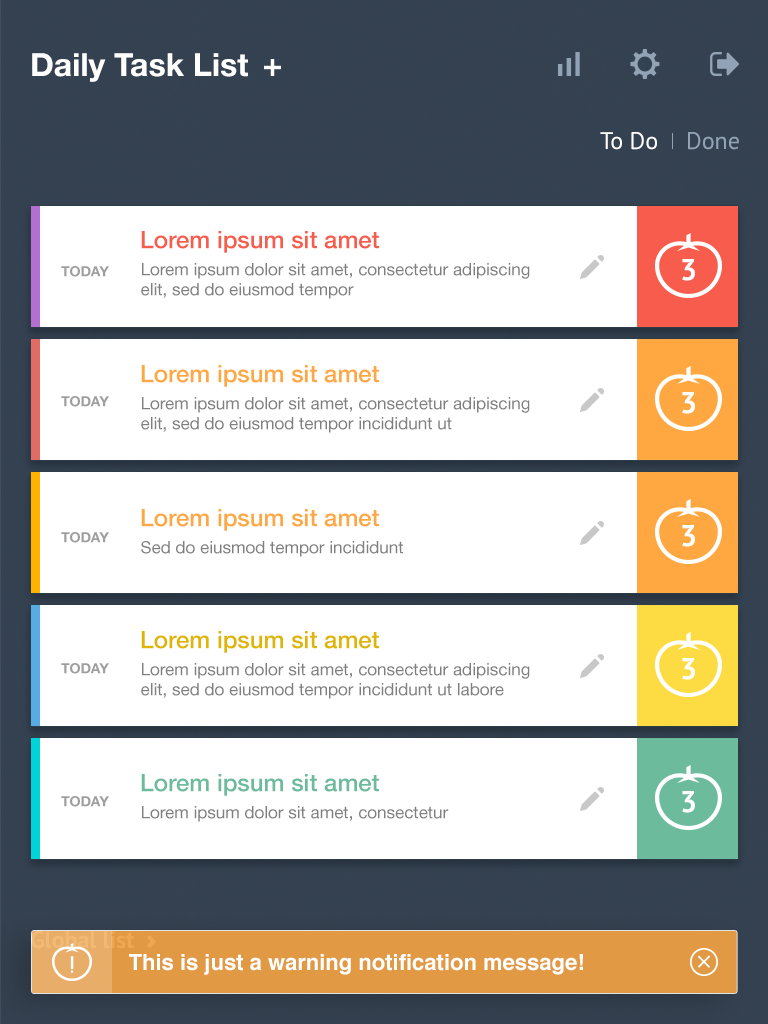 Daily Task List +
To Do | Done
TODAY
Lorem ipsum sit amet
Lorem ipsum dolor sit amet, consectetur adipiscing
elit, sed do eiusmod tempor
3
TODAY
Lorem ipsum sit amet
Lorem ipsum dolor sit amet, consectetur adipiscing
elit, sed do eiusmod tempor incididunt ut
3
TODAY
Lorem ipsum sit amet
Sed do eiusmod tempor incididunt
3
TODAY
Lorem ipsum sit amet
Lorem ipsum dolor sit amet, consectetur adipiscing
elit, sed do eiusmod tempor incididunt ut labore
3
TODAY
Lorem ipsum sit amet
Lorem ipsum dolor sit amet, consectetur
3
Global list
!
This is just a warning notification message!